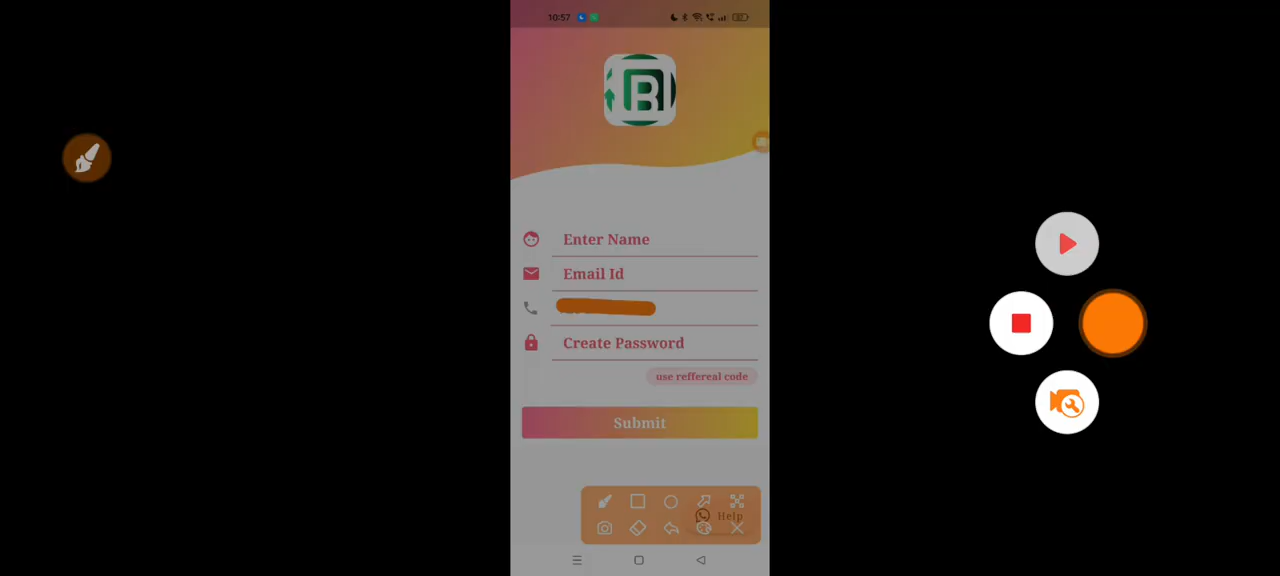 10:57
B
Enter Name
Email Id
Create Password
use reffereal code
Submit
Help